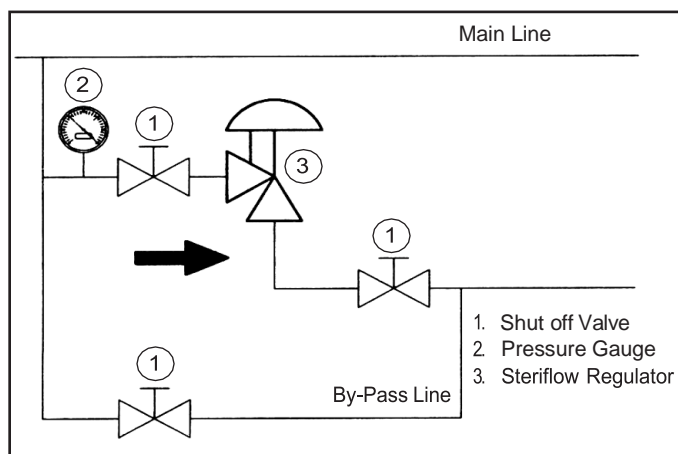 Main Line
2
1
3
1
1. Shut off Valve
2. Pressure Gauge
3. Steriflow Regulator
1
By-Pass Line